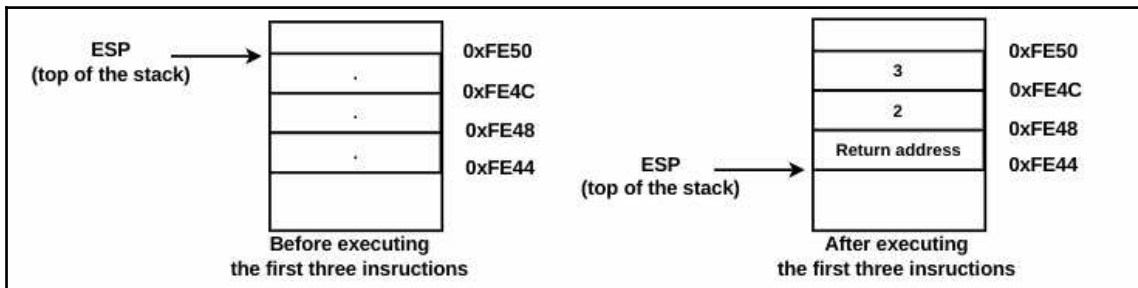 ESP
(top of the stack)
0xFE50
.
0xFE4C
.
0xFE48
.
0xFE44
Before executing
the first three insructions
0xFE50
3
0xFE4C
2
0xFE48
Return address
0xFE44
ESP
(top of the stack)
After executing
the first three insructions